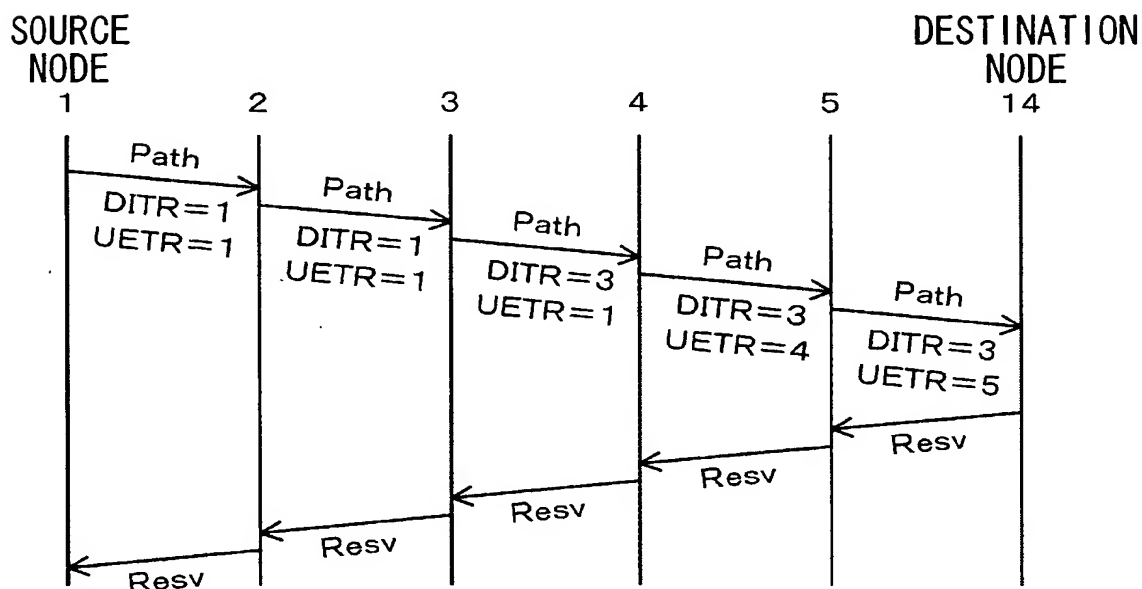 SOURCE
NODE
DESTINATION
NODE
1
2
3
4
5
14
Path
DITR=1
UETR=1
Path
DITR=1
UETR=1
Path
DITR=3
UETR=1
Path
DITR=3
UETR=4
Path
DITR=3
UETR=5
Resv
Resv
Resv
Resv
Resv